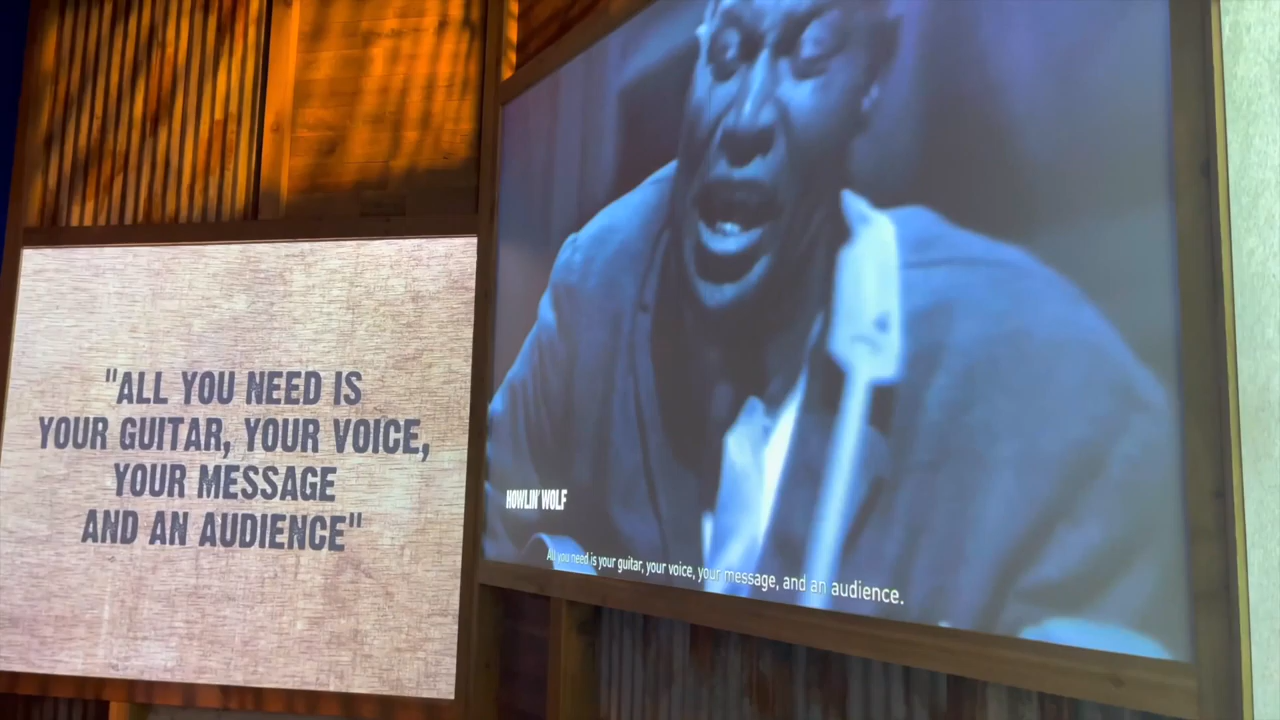 "ALL YOU NEED IS
YOUR GUITAR, YOUR VOICE,
YOUR MESSAGE
AND AN AUDIENCE"
HOWLIN' WOLF
All you need is your guitar, your voice, your message, and an audience.